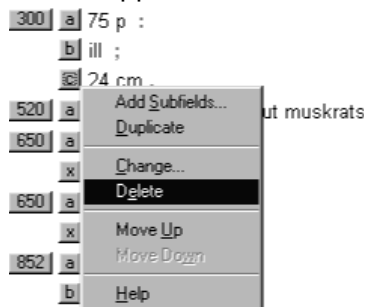 300 a 75 p :
b ill ;
c 24 cm .
520 a ut muskrats
650 a
x
650 a
x
852 a
b
Add Subfields...
Duplicate
Change...
Delete
Move Up
Move Down
Help